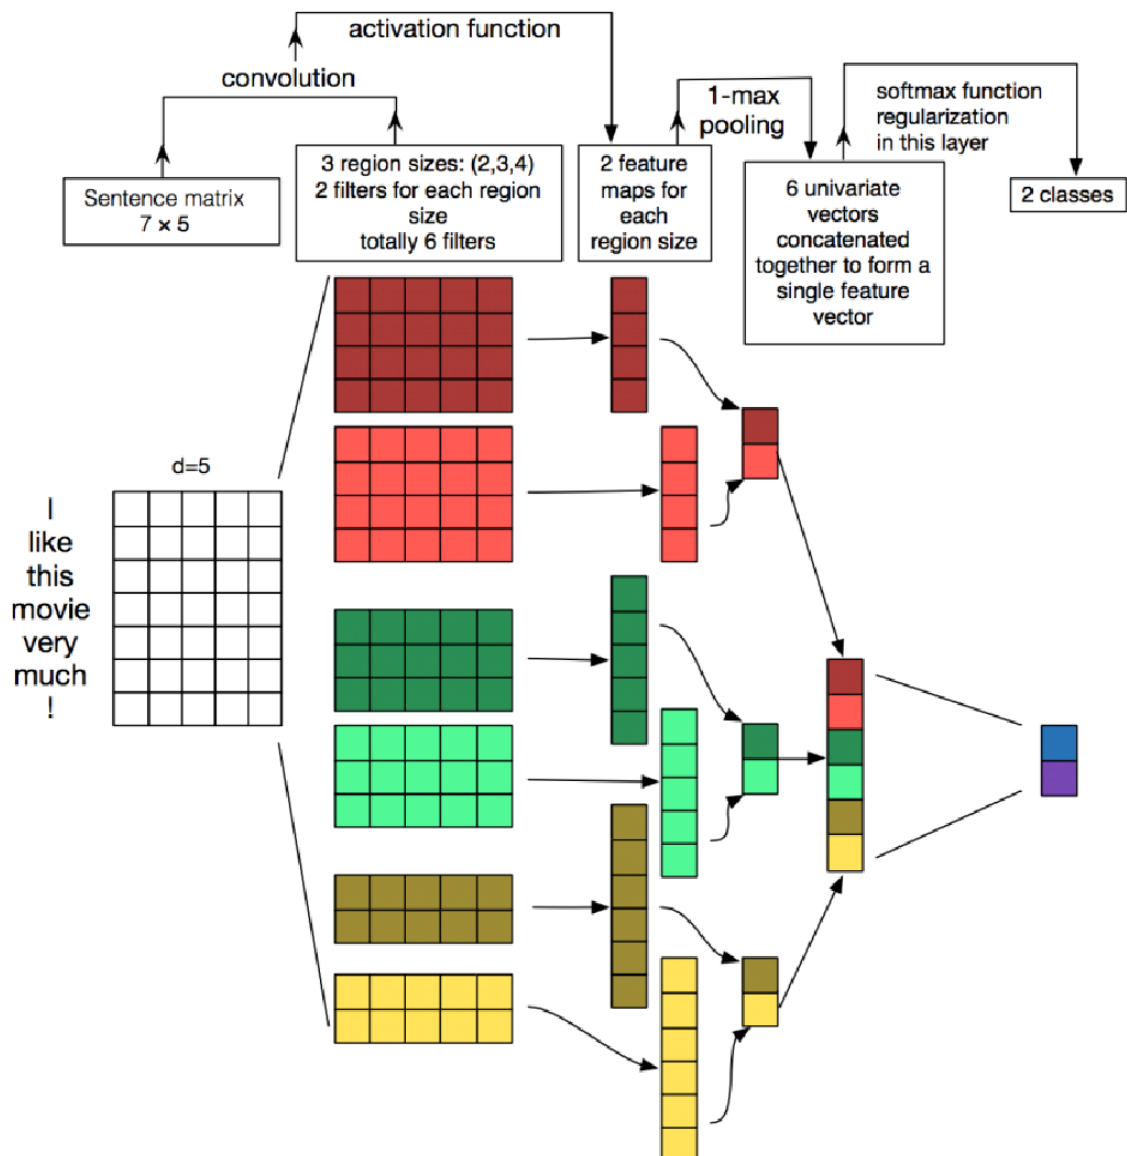 activation function
convolution
1-max
pooling
softmax function
regularization
in this layer
Sentence matrix
7 × 5
3 region sizes: (2,3,4)
2 filters for each region
size
totally 6 filters
2 feature
maps for
each
region size
6 univariate
vectors
concatenated
together to form a
single feature
vector
2 classes
d=5
I
like
this
movie
very
much
!